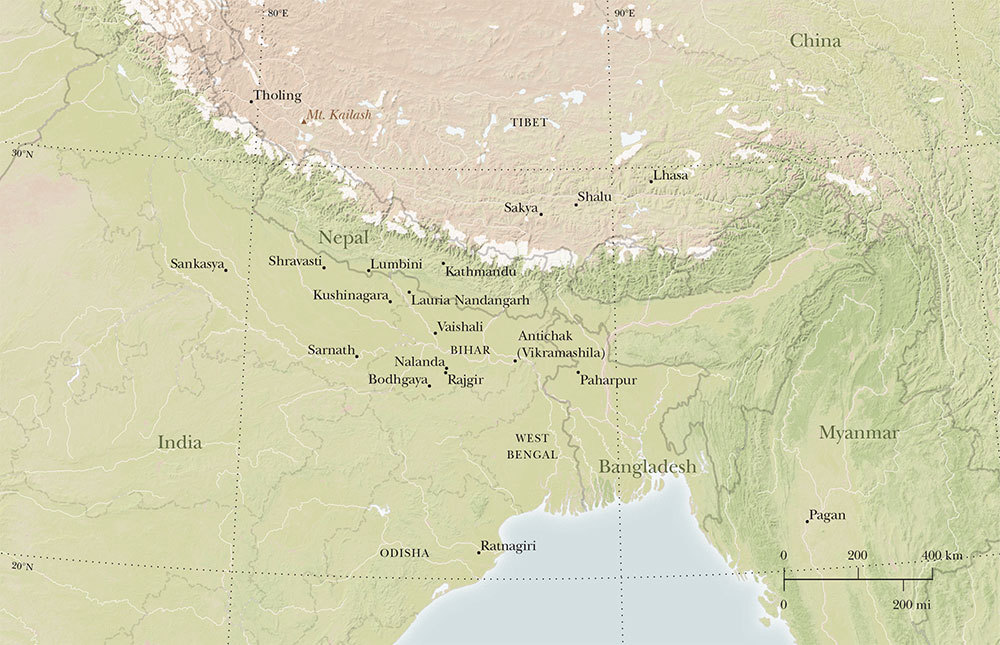 80°E
90°E
China
Tholing
Mt. Kailash
TIBET
30°N
Lhasa
Shalu
Sakya
Nepal
Sankasya
Shravasti
Lumbini
Kathmandu
Kushinagara
Lauria Nandangarh
Vaishali
Antichak
(Vikramashila)
Sarnath
BIHAR
Nalanda
Bodhgaya
Rajgir
Paharpur
India
WEST
BENGAL
Myanmar
Bangladesh
Pagan
Ratnagiri
ODISHA
0 200 400 km
20°N
0 200 mi